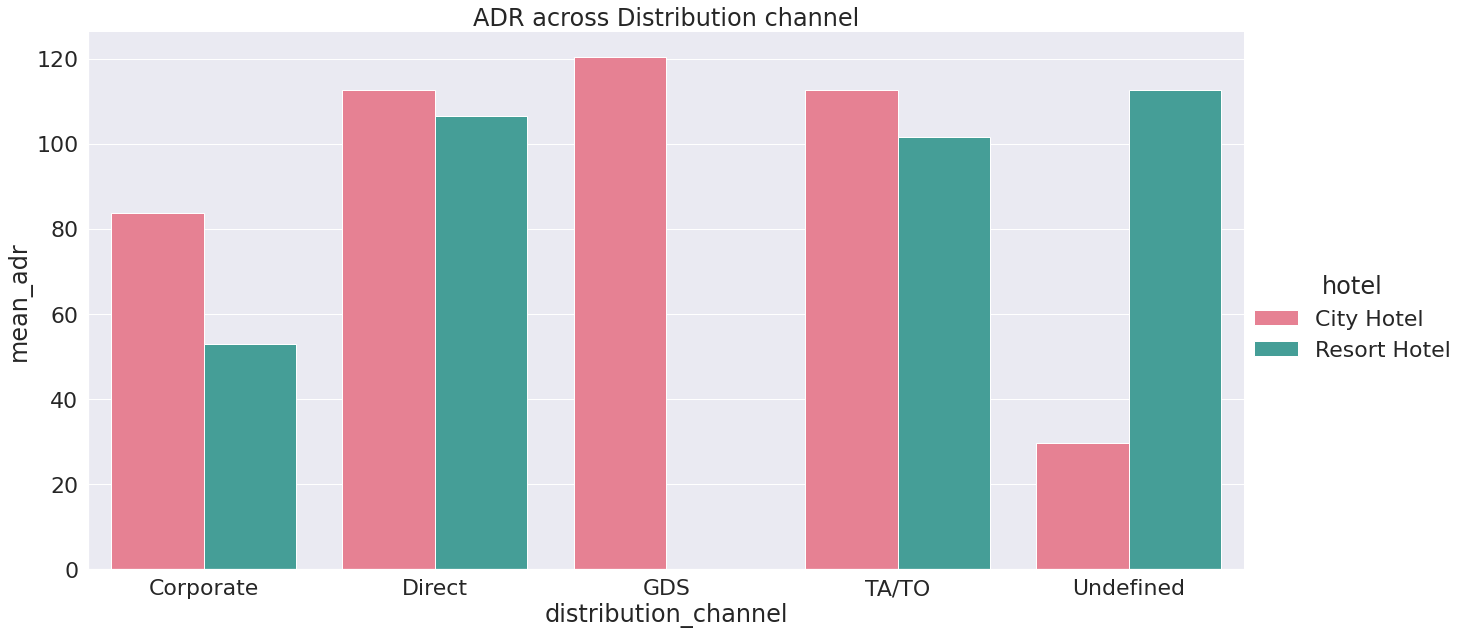 ADR across Distribution channel
120
100
80
60
40
20
0
mean_adr
Corporate
Direct
GDS
TA/TO
Undefined
distribution_channel
hotel
City Hotel
Resort Hotel